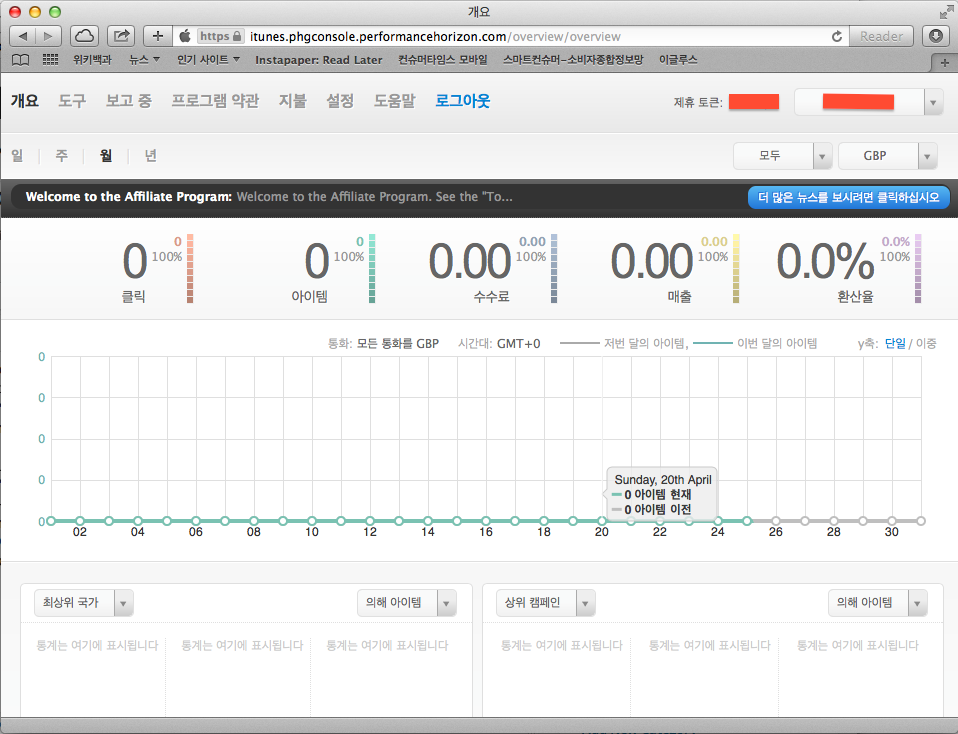 개요
https itunes.phgconsole.performancehorizon.com/overview/overview Reader
위키백과 뉴스 인기 사이트 Instapaper: Read Later 컨슈머타임스 모바일 스마트컨슈머-소비자종합정보망 이글루스
개요 도구 보고 중 프로그램 약관 지불 설정 도움말 로그아웃 제휴 토큰:
일 주 월 년 모두 GBP
Welcome to the Affiliate Program: Welcome to the Affiliate Program. See the "To... 더 많은 뉴스를 보시려면 클릭하십시오
0 0 0.00 0.00 0.0%
0 100% 0 100% 0.00 100% 0.00 100% 0.0% 100%
클릭 아이템 수수료 매출 환산율
통화: 모든 통화를 GBP 시간대: GMT+0 저번 달의 아이템, 이번 달의 아이템 y축: 단일 / 이중
0
0
0
0
0
Sunday, 20th April
0 아이템 현재
0 아이템 이전
02 04 06 08 10 12 14 16 18 20 22 24 26 28 30
최상위 국가 의해 아이템 상위 캠페인 의해 아이템
통계는 여기에 표시됩니다 통계는 여기에 표시됩니다 통계는 여기에 표시됩니다 통계는 여기에 표시됩니다 통계는 여기에 표시됩니다 통계는 여기에 표시됩니다